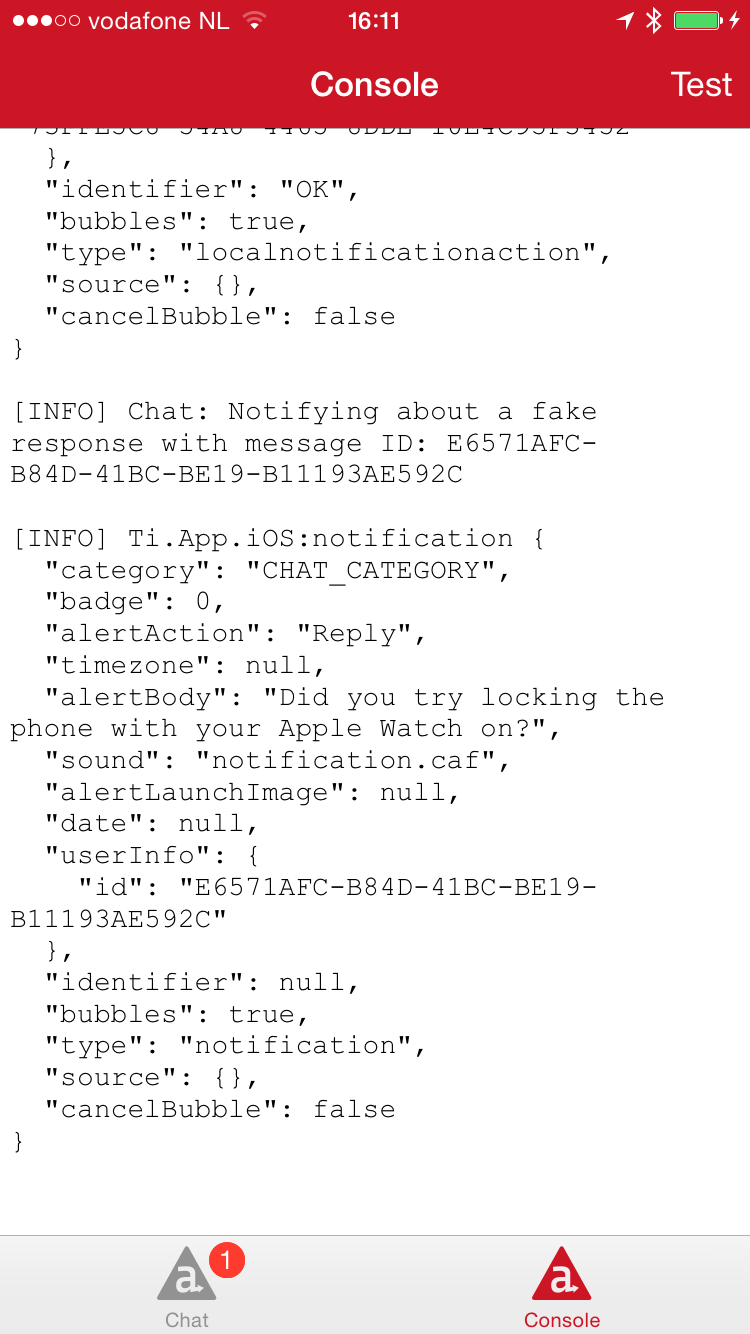 vodafone NL
16:11
Console
Test
},
"identifier": "OK",
"bubbles": true,
"type": "localnotificationaction",
"source": {},
"cancelBubble": false
}
[INFO] Chat: Notifying about a fake
response with message ID: E6571AFC-
B84D-41BC-BE19-B11193AE592C
[INFO] Ti.App.iOS:notification {
"category": "CHAT_CATEGORY",
"badge": 0,
"alertAction": "Reply",
"timezone": null,
"alertBody": "Did you try locking the
phone with your Apple Watch on?",
"sound": "notification.caf",
"alertLaunchImage": null,
"date": null,
"userInfo": {
"id": "E6571AFC-B84D-41BC-BE19-
B11193AE592C"
},
"identifier": null,
"bubbles": true,
"type": "notification",
"source": {},
"cancelBubble": false
}
a
1
a
Chat
Console